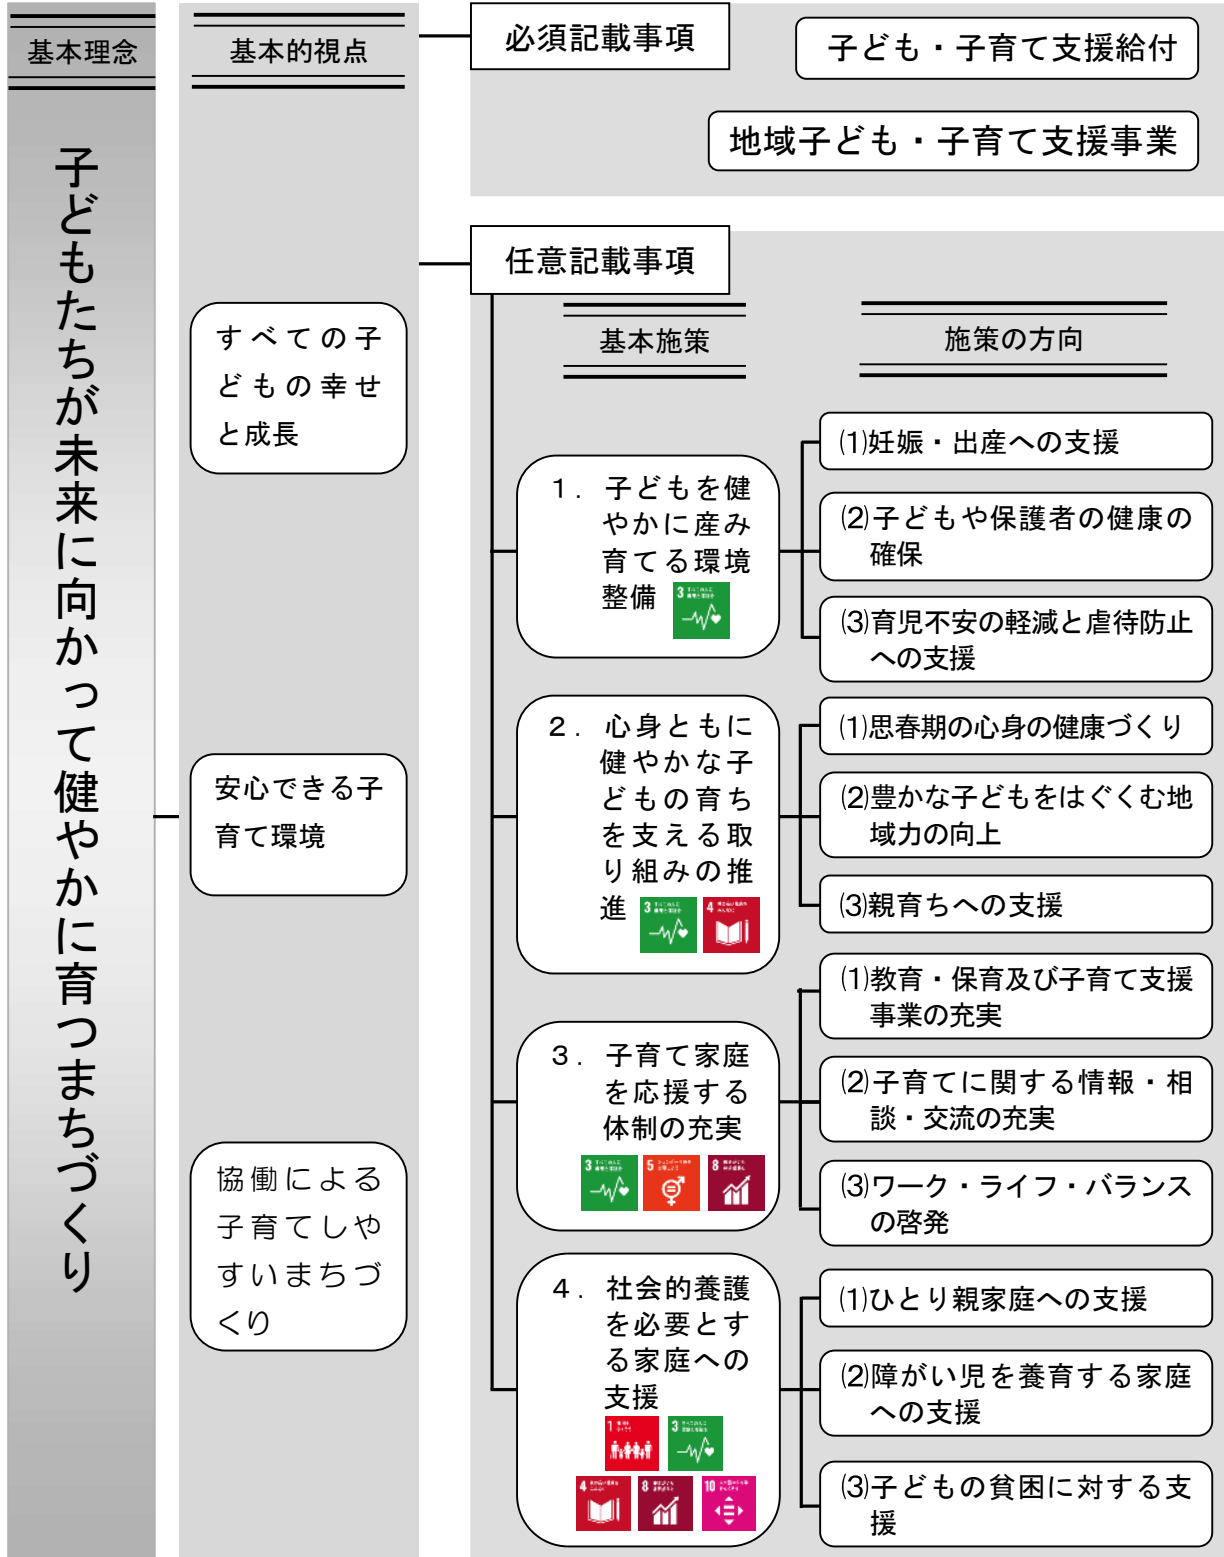 基本理念
子どもたちが未来に向かって健やかに育つまちづくり
基本的視点
すべての子
どもの幸せ
と成長
安心できる子
育て環境
協働による
子育てしや
すいまちづ
くり
必須記載事項
子ども・子育て支援給付
地域子ども・子育て支援事業
任意記載事項
基本施策
施策の方向
１．子どもを健
やかに産み
育てる環境
整備
3
⑴妊娠・出産への支援
⑵子どもや保護者の健康の
確保
⑶育児不安の軽減と虐待防止
への支援
２．心身ともに
健やかな子
どもの育ち
を支える取
り組みの推
進
3
4
⑴思春期の心身の健康づくり
⑵豊かな子どもをはぐくむ地
域力の向上
⑶親育ちへの支援
３．子育て家庭
を応援する
体制の充実
3
5
8
⑴教育・保育及び子育て支援
事業の充実
⑵子育てに関する情報・相
談・交流の充実
⑶ワーク・ライフ・バランス
の啓発
４．社会的養護
を必要とす
る家庭への
支援
1
3
4
8
10
⑴ひとり親家庭への支援
⑵障がい児を養育する家庭
への支援
⑶子どもの貧困に対する支
援